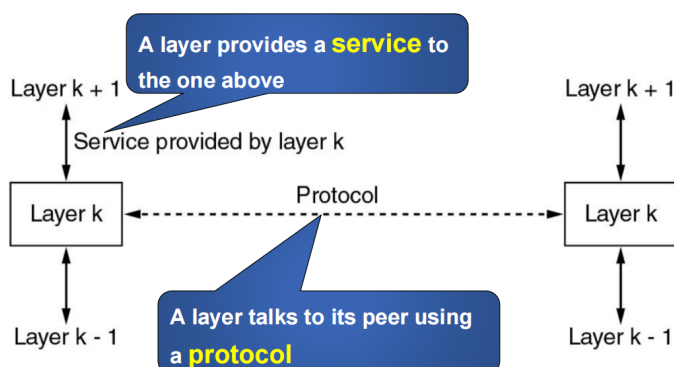 A layer provides a service to
the one above
Layer k + 1
Layer k + 1
Service provided by layer k
Protocol
Layer k
Layer k
A layer talks to its peer using
a protocol
Layer k - 1
Layer k - 1